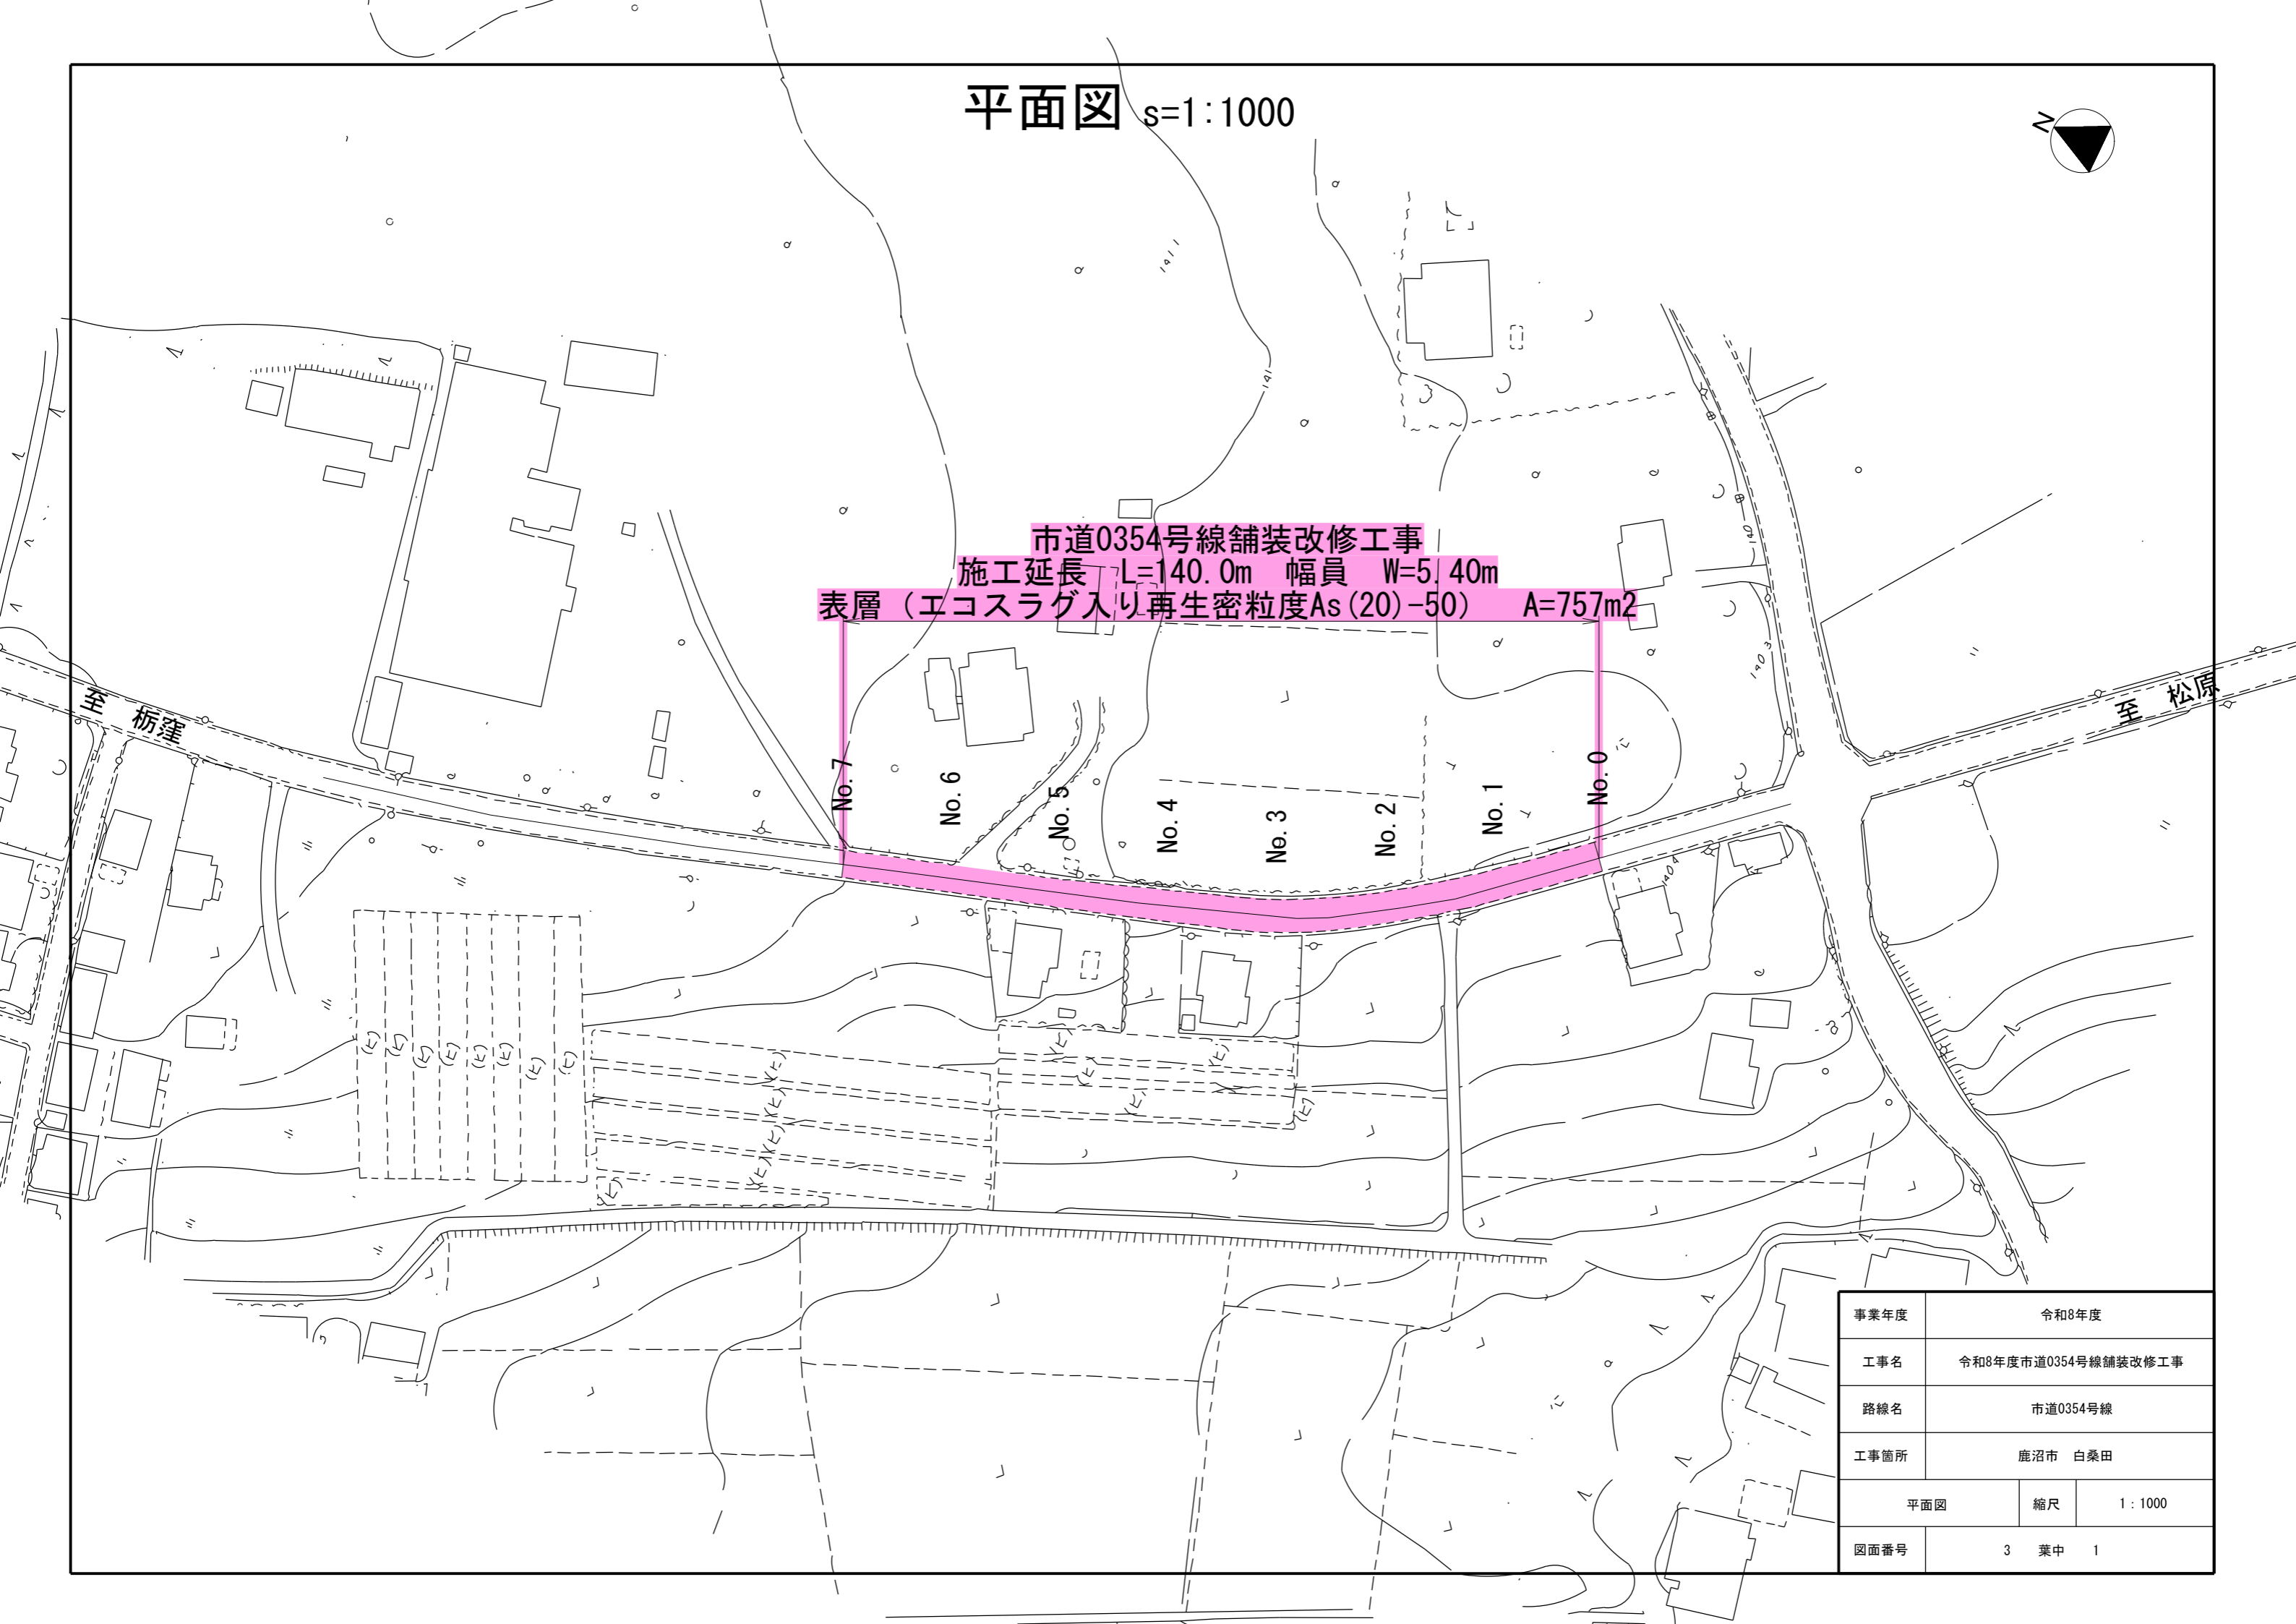 平面図 s=1:1000
N
1411
141
140
市道0354号線舗装改修工事
施工延長　L=140.0m　幅員　W=5.40m
表層（エコスラグ入り再生密粒度As(20)-50）　A=757m2
1403
至　栃窪
至　松原
No.7
No.6
No.5
No.4
No.3
No.2
No.1
No.0
1404
事業年度　令和8年度
工事名　令和8年度市道0354号線舗装改修工事
路線名　市道0354号線
工事箇所　鹿沼市　白桑田
平面図　縮尺　1：1000
図面番号　3　葉中　1